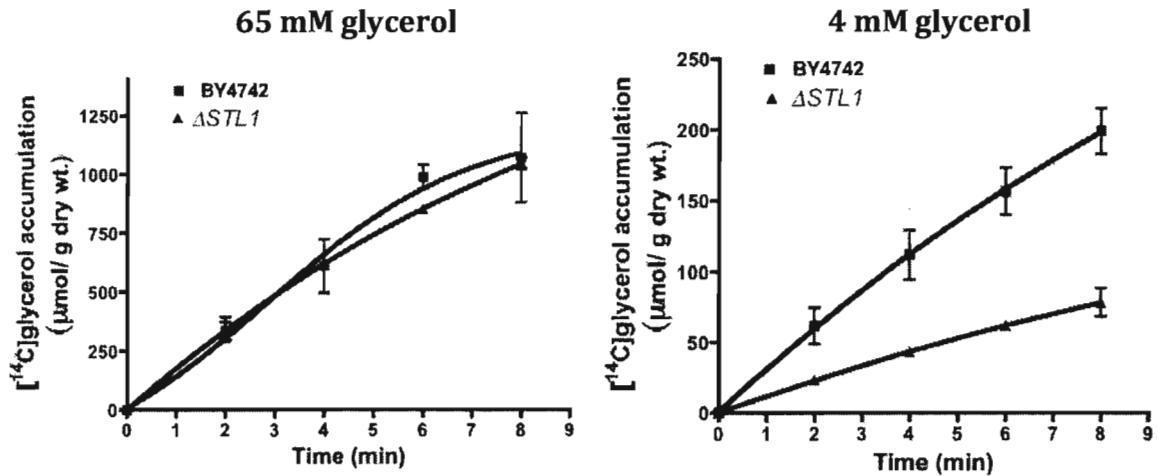 65 mM glycerol
[¹⁴C]glycerol accumulation
(µmol/ g dry wt.)
BY4742
ΔSTL1
1250
1000
750
500
250
0
0 1 2 3 4 5 6 7 8 9
Time (min)
4 mM glycerol
[¹⁴C]glycerol accumulation
(µmol/ g dry wt.)
BY4742
ΔSTL1
250
200
150
100
50
0
0 1 2 3 4 5 6 7 8 9
Time (min)